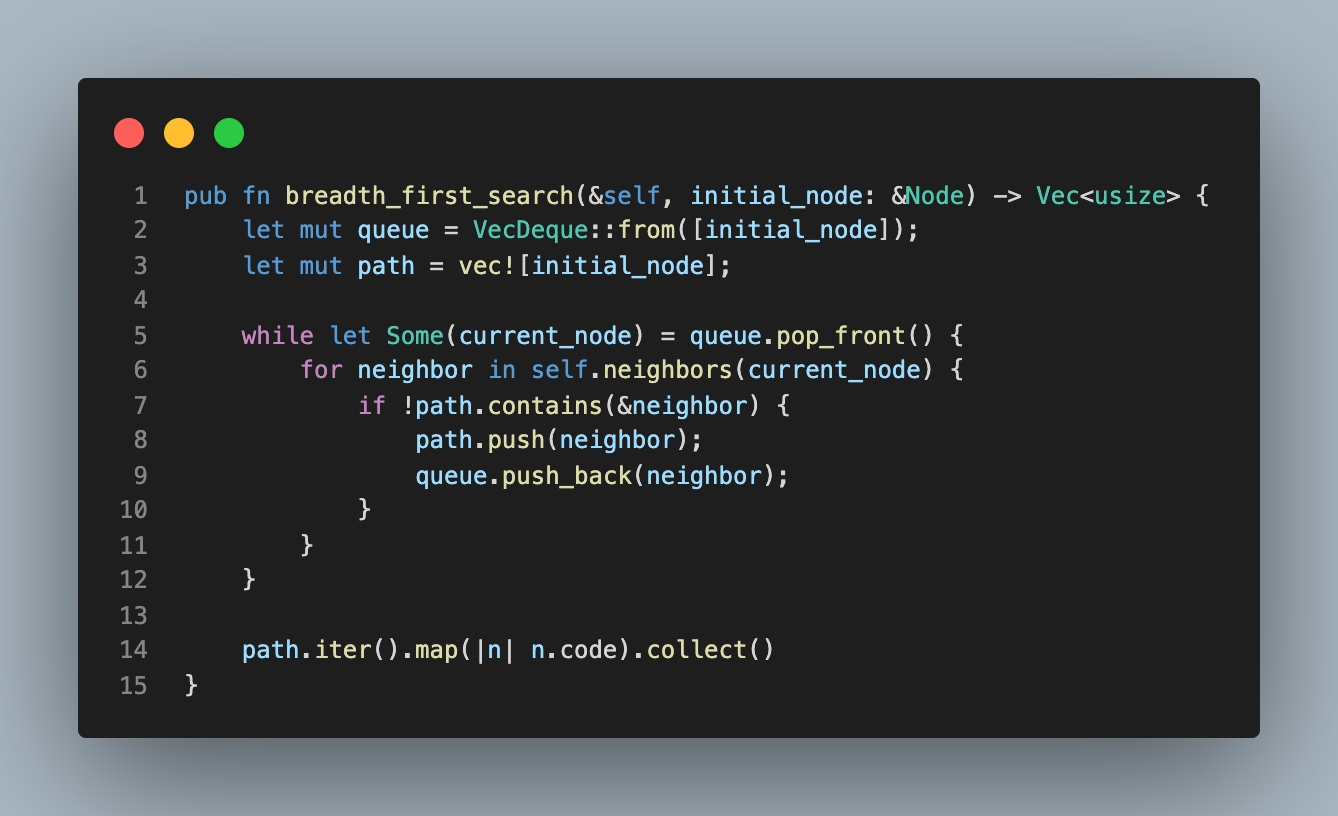 1 pub fn breadth_first_search(&self, initial_node: &Node) -> Vec<usize> {
2     let mut queue = VecDeque::from([initial_node]);
3     let mut path = vec![initial_node];
4
5     while let Some(current_node) = queue.pop_front() {
6         for neighbor in self.neighbors(current_node) {
7             if !path.contains(&neighbor) {
8                 path.push(neighbor);
9                 queue.push_back(neighbor);
10             }
11         }
12     }
13
14     path.iter().map(|n| n.code).collect()
15 }